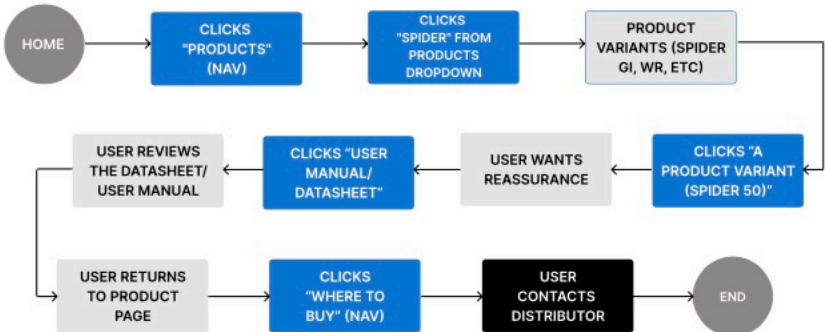 HOME
CLICKS
"PRODUCTS"
(NAV)
CLICKS
"SPIDER" FROM
PRODUCTS
DROPDOWN
PRODUCT
VARIANTS (SPIDER
GI, WR, ETC)
USER REVIEWS
THE DATASHEET/
USER MANUAL
CLICKS “USER
MANUAL/
DATASHEET”
USER WANTS
REASSURANCE
CLICKS “A
PRODUCT VARIANT
(SPIDER 50)”
USER RETURNS
TO PRODUCT
PAGE
CLICKS
“WHERE TO
BUY” (NAV)
USER
CONTACTS
DISTRIBUTOR
END